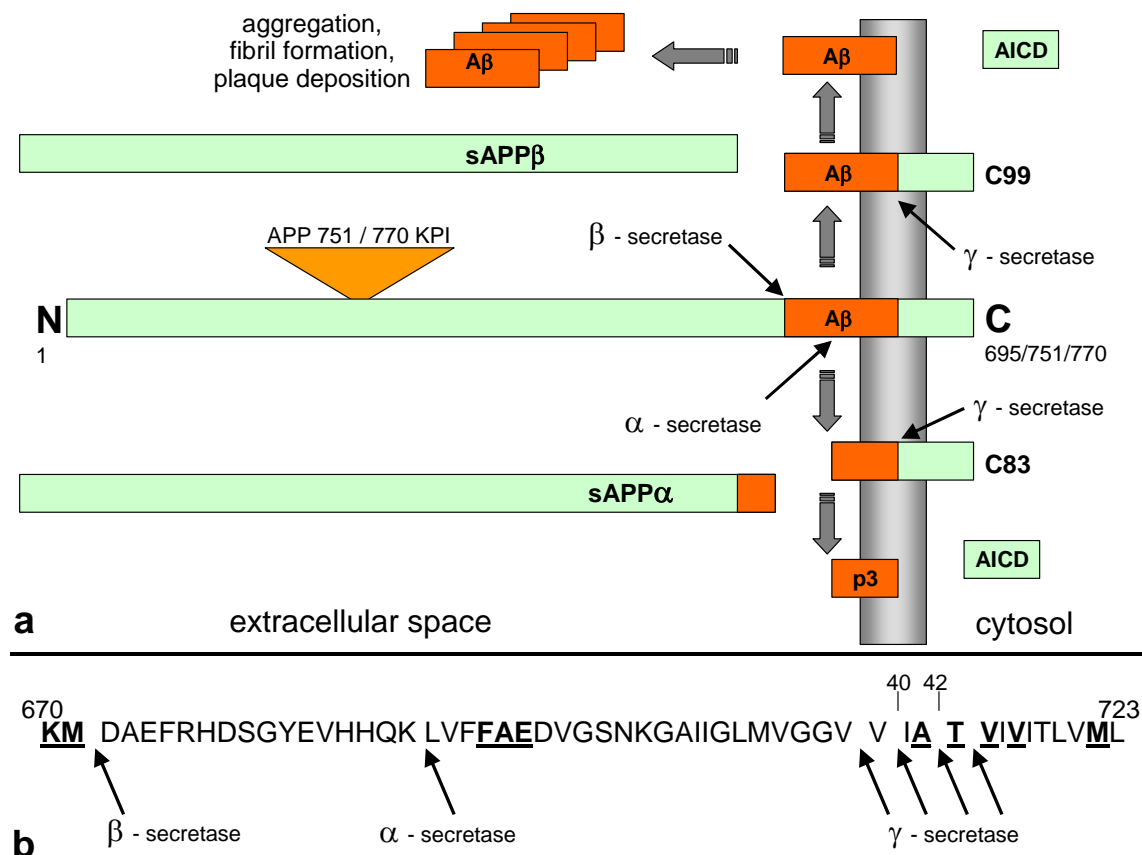 aggregation,
fibril formation,
plaque deposition
Aβ
Aβ
AICD
sAPPβ
Aβ
C99
APP 751 / 770 KPI
β - secretase
γ - secretase
N
Aβ
C
1
695/751/770
α - secretase
γ - secretase
C83
sAPPα
AICD
p3
a
extracellular space
cytosol
40 42
670
723
KM DAEFRHDSGYEVHHQK LVFFAEDVGSNKGAIIGLMVGGV V IA T VIVITLVML
β - secretase
α - secretase
γ - secretase
b